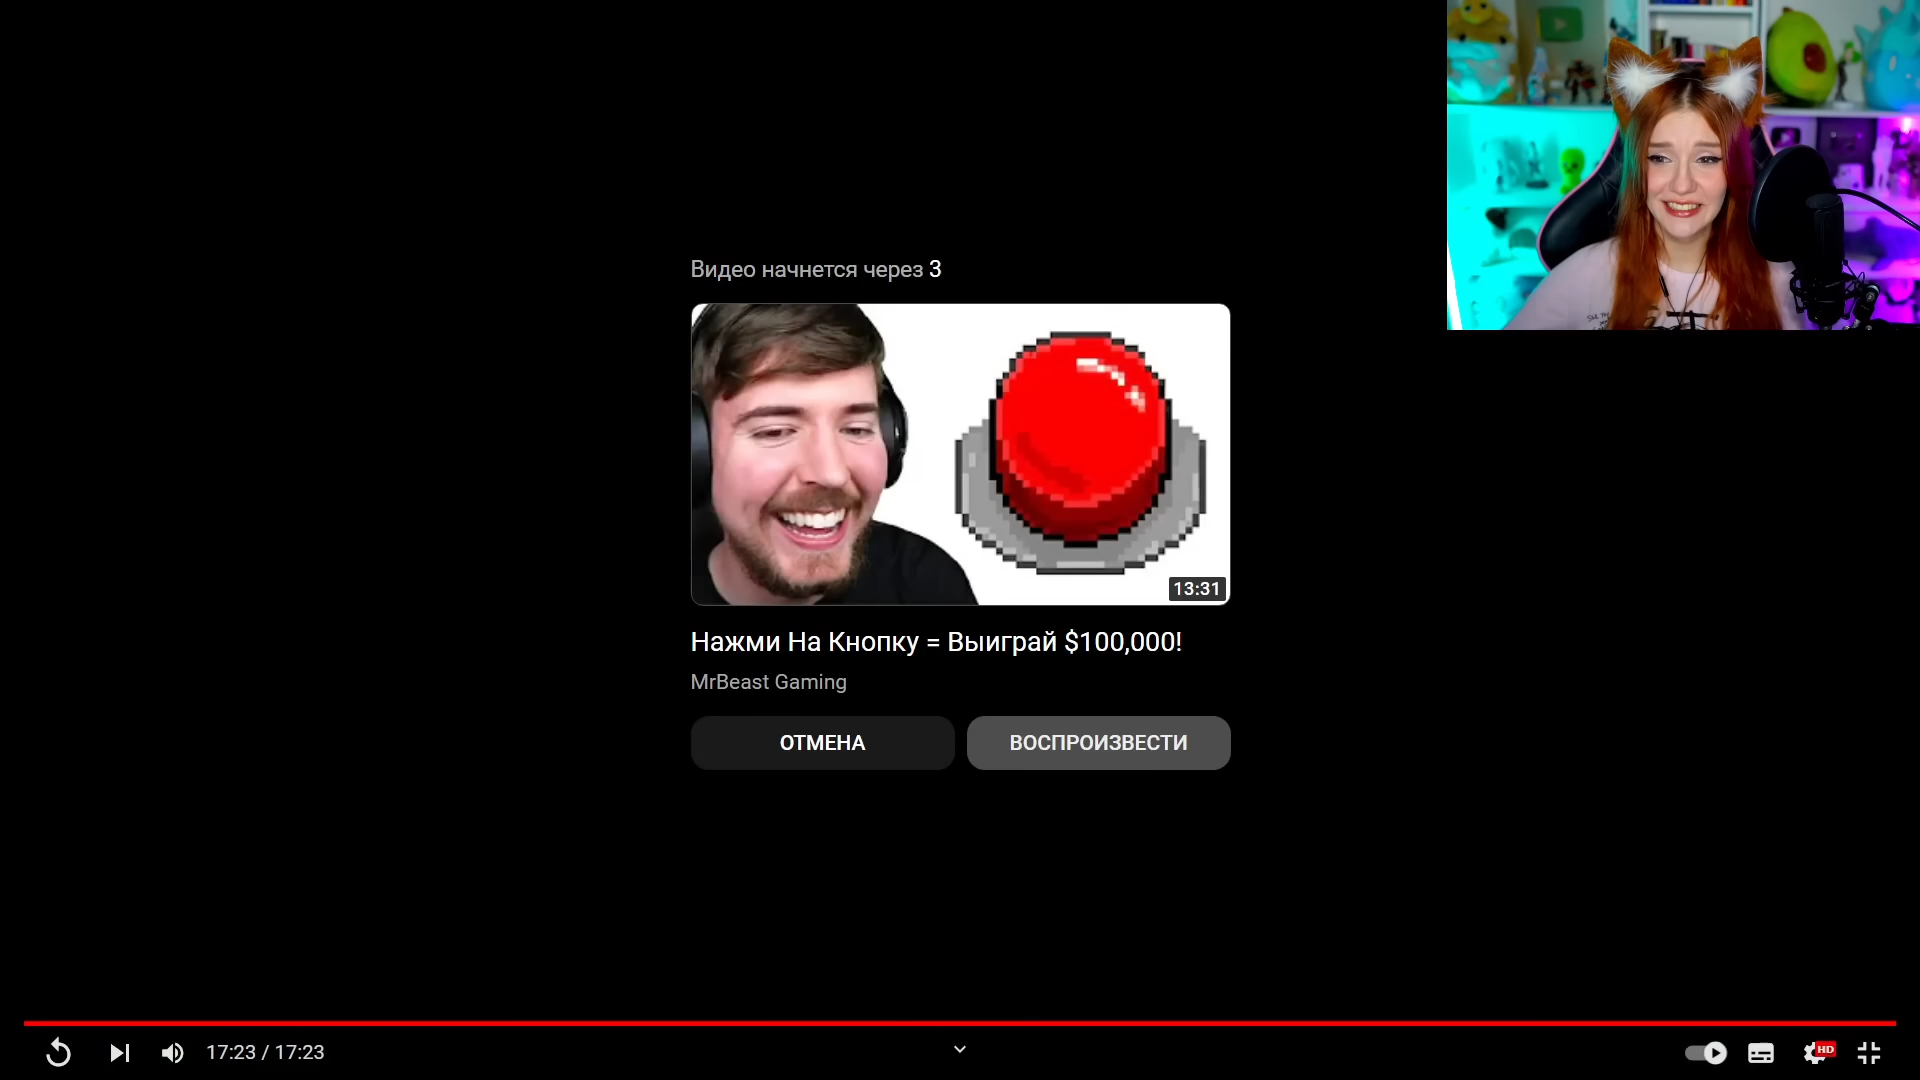 Видео начнется через 3
13:31
Нажми На Кнопку = Выиграй $100,000!
MrBeast Gaming
ОТМЕНА
ВОСПРОИЗВЕСТИ
17:23 / 17:23
HD